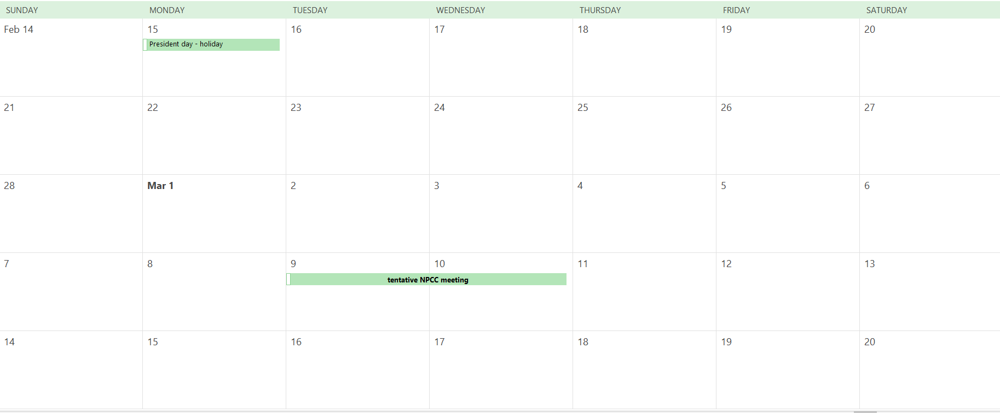 SUNDAY MONDAY TUESDAY WEDNESDAY THURSDAY FRIDAY SATURDAY
Feb 14 15 16 17 18 19 20
President day - holiday
21 22 23 24 25 26 27
28 Mar 1 2 3 4 5 6
7 8 9 10 11 12 13
tentative NPCC meeting
14 15 16 17 18 19 20